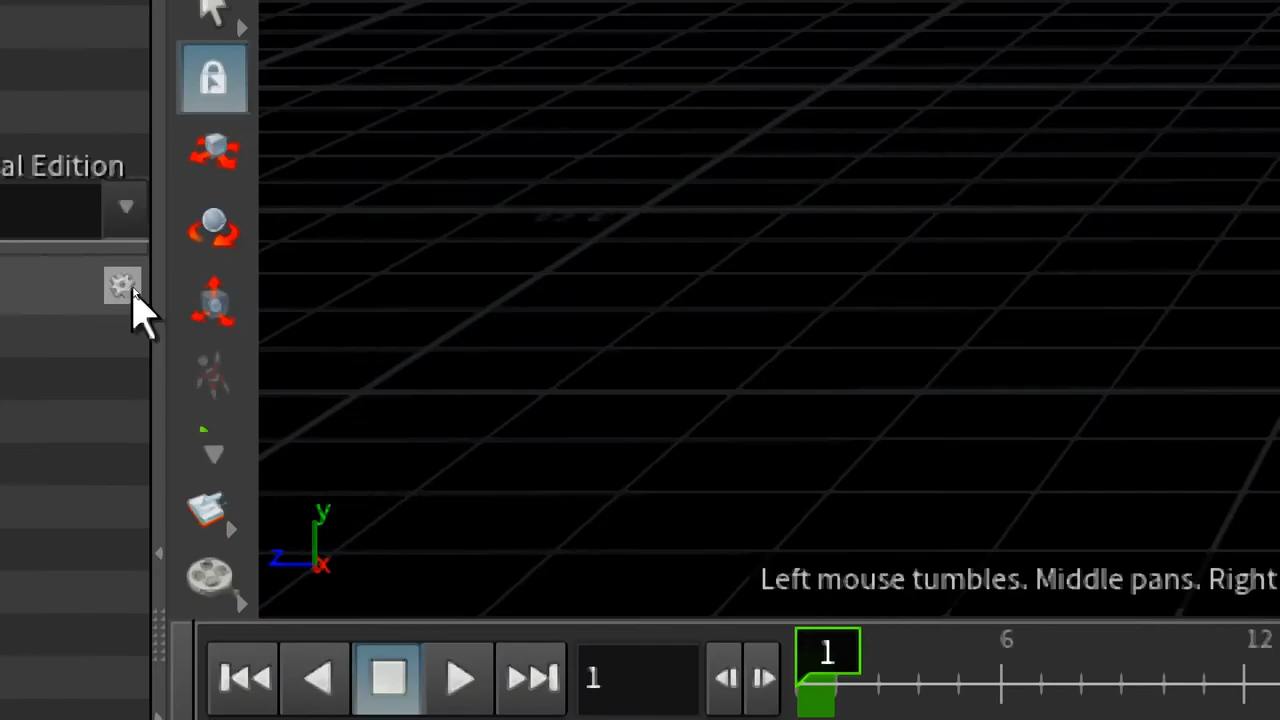 al Edition
y
z
x
Left mouse tumbles. Middle pans. Right
1
1
6
12